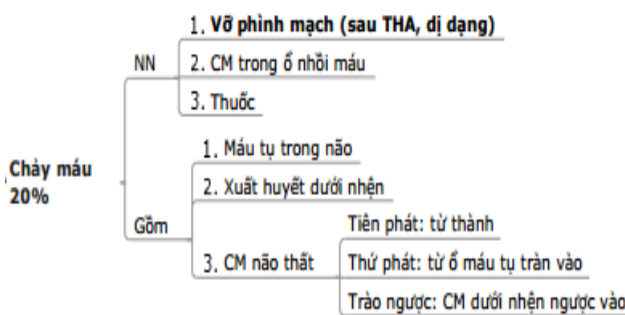 Chảy máu
20%
NN
1. Vỡ phình mạch (sau THA, dị dạng)
2. CM trong ổ nhồi máu
3. Thuốc
Gồm
1. Máu tụ trong não
2. Xuất huyết dưới nhện
3. CM não thất
Tiên phát: từ thành
Thứ phát: từ ổ máu tụ tràn vào
Trào ngược: CM dưới nhện ngược vào